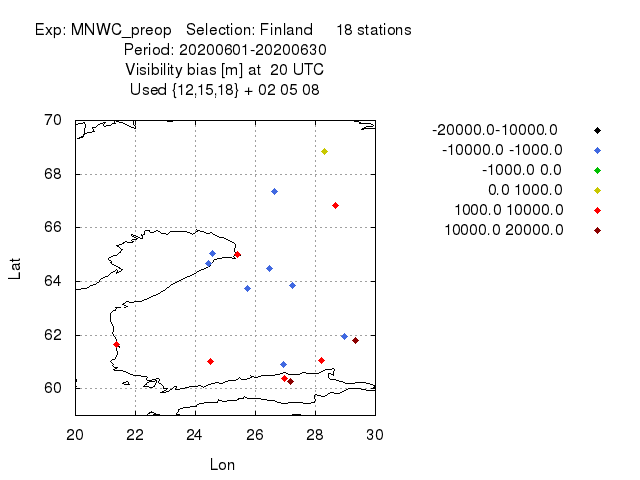 Exp: MNWC_preop   Selection: Finland      18 stations
Period: 20200601-20200630
Visibility bias [m] at  20 UTC
Used {12,15,18} + 02 05 08
-20000.0-10000.0
-10000.0 -1000.0
-1000.0 0.0
0.0 1000.0
1000.0 10000.0
10000.0 20000.0
70
68
66
64
62
60
Lat
20 22 24 26 28 30
Lon